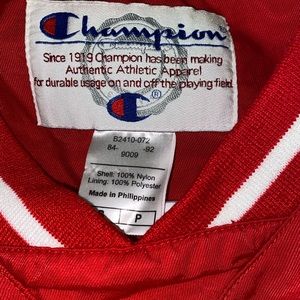 Champion
Since 1919 Champion has been making
Authentic Athletic Apparel
for durable usage on and off the playing field.
C ®
B2410-072
84- -92
9009
Shell: 100% Nylon
Lining: 100% Polyester
Made in Philippines
P